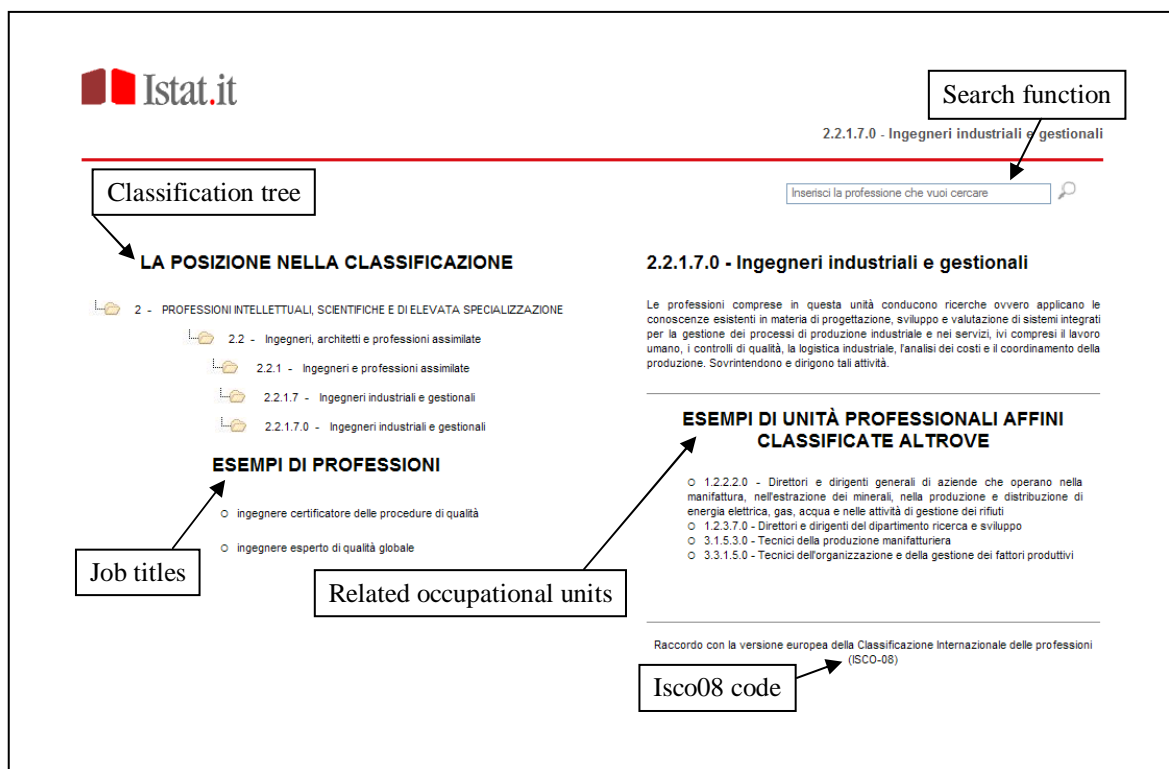 Istat.it
Search function
2.2.1.7.0 - Ingegneri industriali e gestionali
Classification tree
Inserisci la professione che vuoi cercare
LA POSIZIONE NELLA CLASSIFICAZIONE
2 - PROFESSIONI INTELLETTUALI, SCIENTIFICHE E DI ELEVATA SPECIALIZZAZIONE
2.2 - Ingegneri, architetti e professioni assimilate
2.2.1 - Ingegneri e professioni assimilate
2.2.1.7 - Ingegneri industriali e gestionali
2.2.1.7.0 - Ingegneri industriali e gestionali
ESEMPI DI PROFESSIONI
ingegnere certificatore delle procedure di qualità
ingegnere esperto di qualità globale
Job titles
2.2.1.7.0 - Ingegneri industriali e gestionali
Le professioni comprese in questa unità conducono ricerche ovvero applicano le
conoscenze esistenti in materia di progettazione, sviluppo e valutazione di sistemi integrati
per la gestione dei processi di produzione industriale e nei servizi, ivi compresi il lavoro
umano, i controlli di qualità, la logistica industriale, l'analisi dei costi e il coordinamento della
produzione. Sovrintendono e dirigono tali attività.
ESEMPI DI UNITÀ PROFESSIONALI AFFINI
CLASSIFICATE ALTROVE
1.2.2.2.0 - Direttori e dirigenti generali di aziende che operano nella
manifattura, nell'estrazione dei minerali, nella produzione e distribuzione di
energia elettrica, gas, acqua e nelle attività di gestione dei rifiuti
1.2.3.7.0 - Direttori e dirigenti del dipartimento ricerca e sviluppo
3.1.5.3.0 - Tecnici della produzione manifatturiera
3.3.1.5.0 - Tecnici dell'organizzazione e della gestione dei fattori produttivi
Related occupational units
Raccordo con la versione europea della Classificazione Internazionale delle professioni
(ISCO-08)
Isco08 code